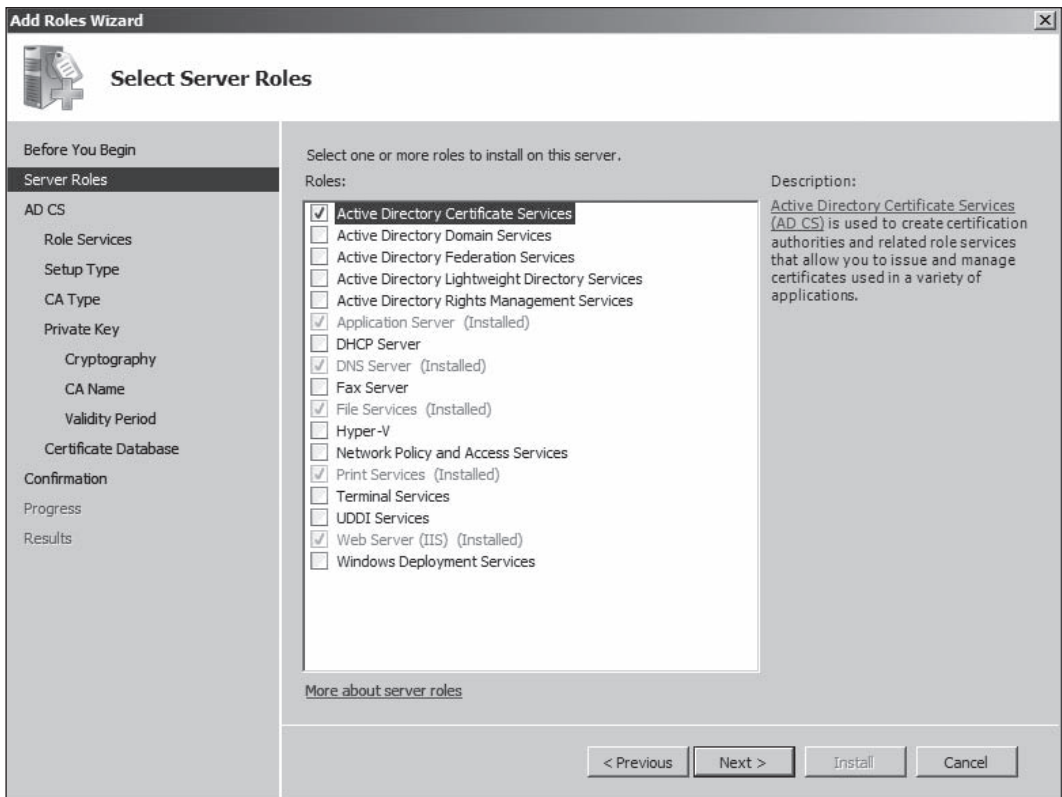 Add Roles Wizard
Select Server Roles
Before You Begin
Server Roles
AD CS
Role Services
Setup Type
CA Type
Private Key
Cryptography
CA Name
Validity Period
Certificate Database
Confirmation
Progress
Results
Select one or more roles to install on this server.
Roles:
Active Directory Certificate Services
Active Directory Domain Services
Active Directory Federation Services
Active Directory Lightweight Directory Services
Active Directory Rights Management Services
Application Server (Installed)
DHCP Server
DNS Server (Installed)
Fax Server
File Services (Installed)
Hyper-V
Network Policy and Access Services
Print Services (Installed)
Terminal Services
UDDI Services
Web Server (IIS) (Installed)
Windows Deployment Services
More about server roles
Description:
Active Directory Certificate Services
(AD CS) is used to create certification
authorities and related role services
that allow you to issue and manage
certificates used in a variety of
applications.
< Previous
Next >
Install
Cancel